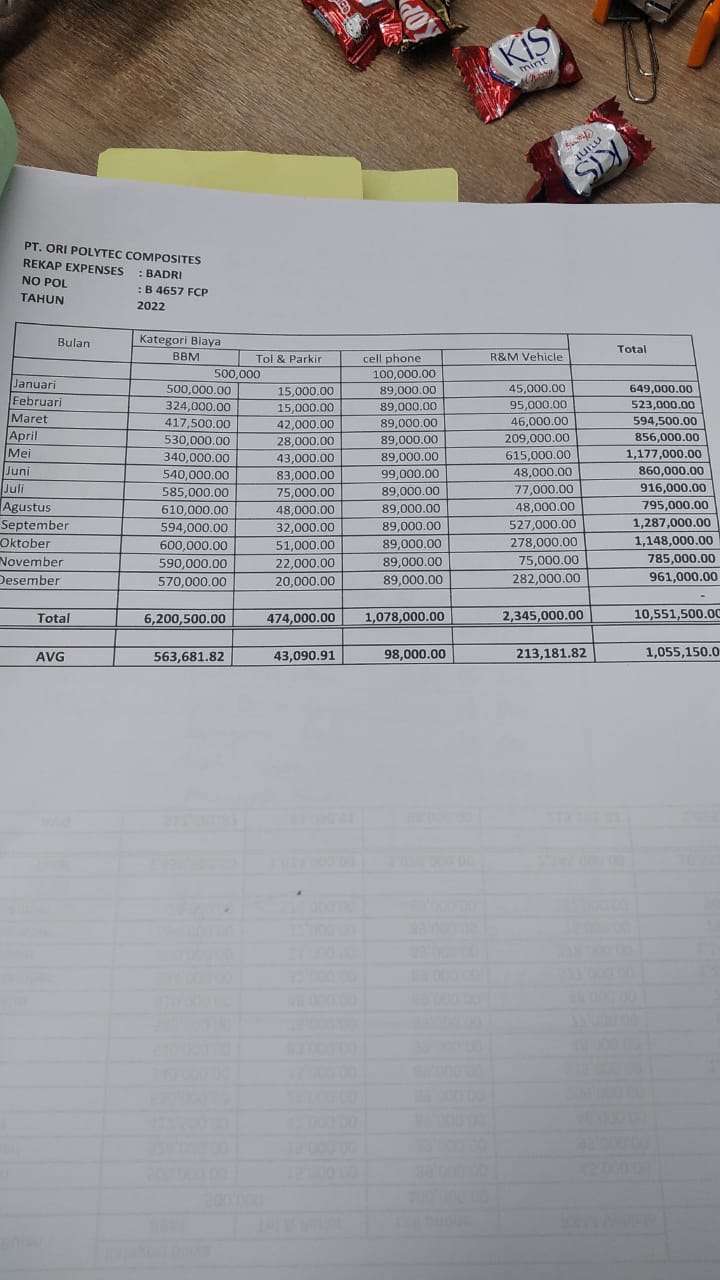 KOP
KIS
mint
Cherry
KIS
mint
Cherry
PT. ORI POLYTEC COMPOSITES
REKAP EXPENSES : BADRI
NO POL : B 4657 FCP
TAHUN 2022
Bulan Kategori Biaya Total
BBM Tol & Parkir cell phone R&M Vehicle
500,000 100,000.00
Januari 500,000.00 15,000.00 89,000.00 45,000.00 649,000.00
Februari 324,000.00 15,000.00 89,000.00 95,000.00 523,000.00
Maret 417,500.00 42,000.00 89,000.00 46,000.00 594,500.00
April 530,000.00 28,000.00 89,000.00 209,000.00 856,000.00
Mei 340,000.00 43,000.00 89,000.00 615,000.00 1,177,000.00
Juni 540,000.00 83,000.00 99,000.00 48,000.00 860,000.00
Juli 585,000.00 75,000.00 89,000.00 77,000.00 916,000.00
Agustus 610,000.00 48,000.00 89,000.00 48,000.00 795,000.00
September 594,000.00 32,000.00 89,000.00 527,000.00 1,287,000.00
Oktober 600,000.00 51,000.00 89,000.00 278,000.00 1,148,000.00
November 590,000.00 22,000.00 89,000.00 75,000.00 785,000.00
Desember 570,000.00 20,000.00 89,000.00 282,000.00 961,000.00
-
Total 6,200,500.00 474,000.00 1,078,000.00 2,345,000.00 10,551,500.00
AVG 563,681.82 43,090.91 98,000.00 213,181.82 1,055,150.0